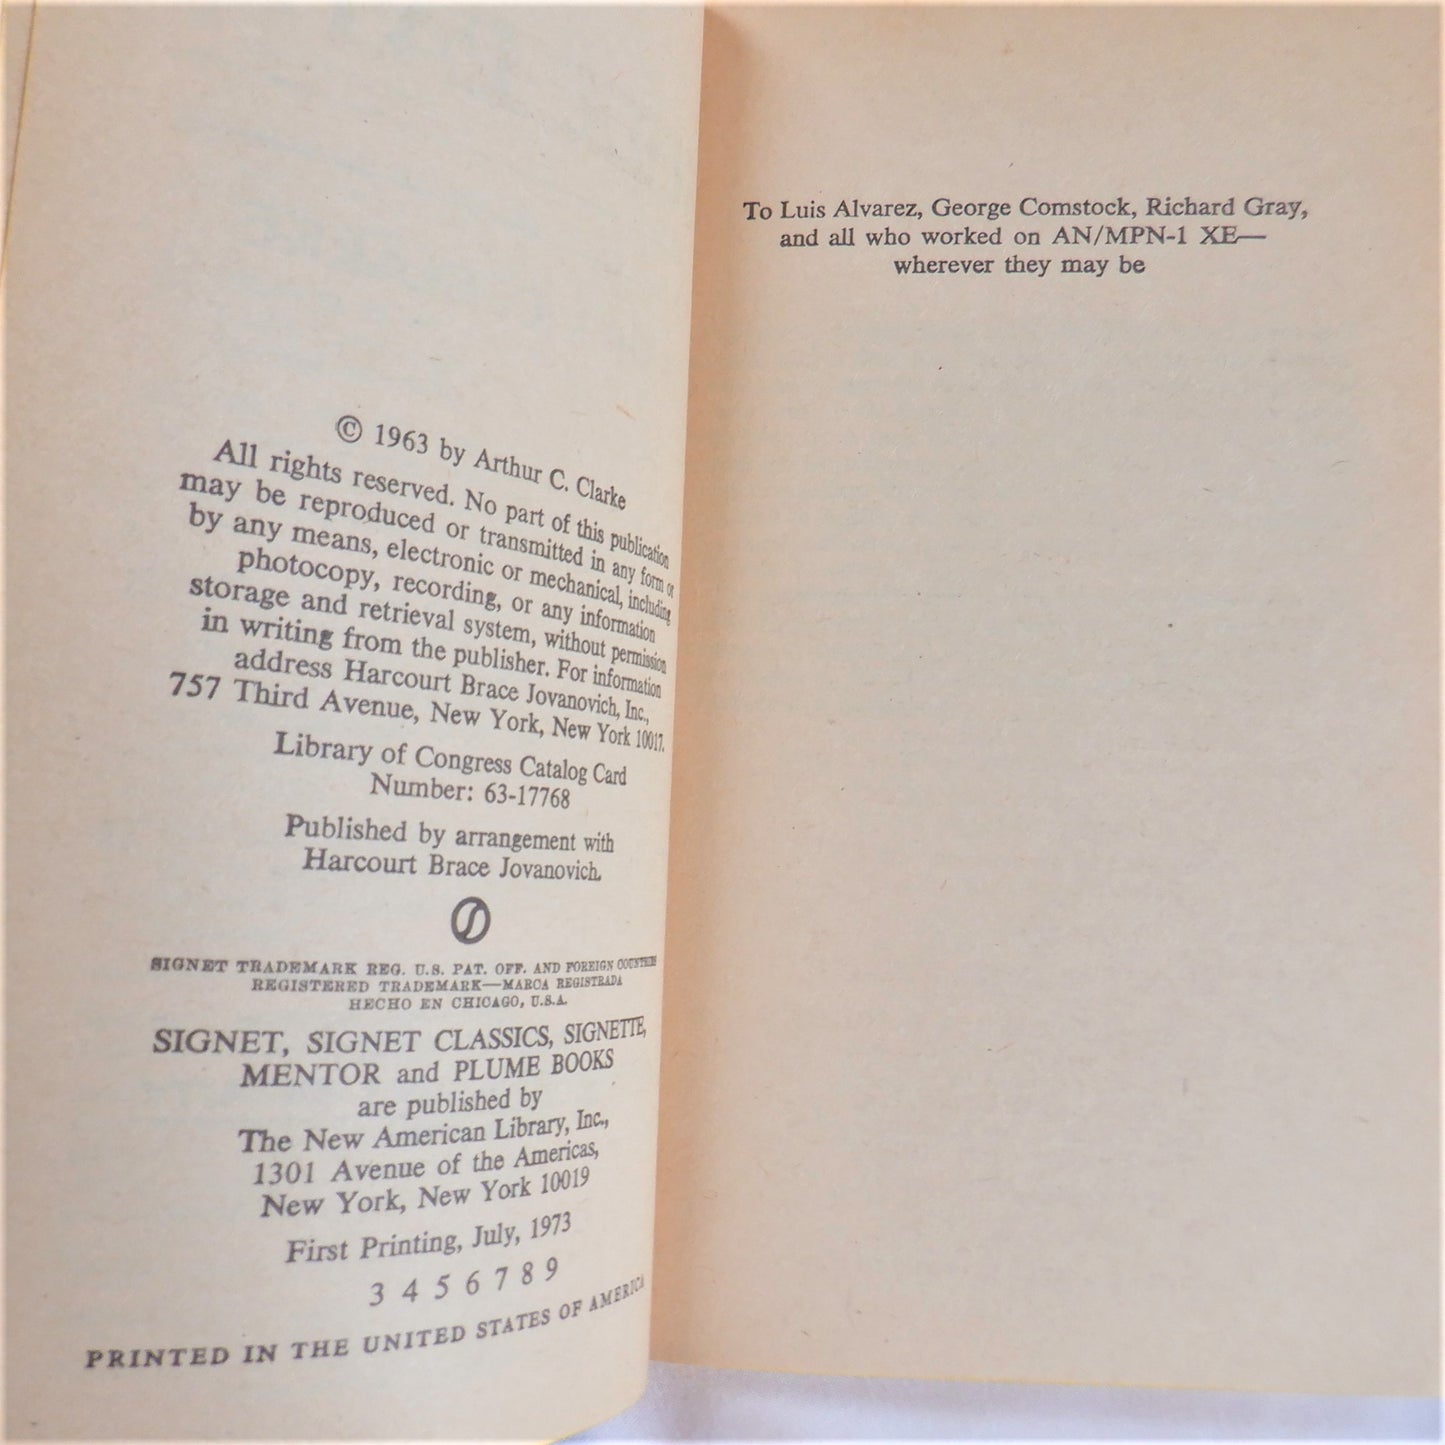 © 1963 by Arthur C. Clarke
All rights reserved. No part of this publication
may be reproduced or transmitted in any form or
by any means, electronic or mechanical, including
photocopy, recording, or any information
storage and retrieval system, without permission
in writing from the publisher. For information
address Harcourt Brace Jovanovich, Inc.,
757 Third Avenue, New York, New York 10017.
Library of Congress Catalog Card
Number: 63-17768
Published by arrangement with
Harcourt Brace Jovanovich.
SIGNET TRADEMARK REG. U.S. PAT. OFF. AND FOREIGN COUNTRIES
REGISTERED TRADEMARK—MARCA REGISTRADA
HECHO EN CHICAGO, U.S.A.
SIGNET, SIGNET CLASSICS, SIGNETTE,
MENTOR and PLUME BOOKS
are published by
The New American Library, Inc.,
1301 Avenue of the Americas,
New York, New York 10019
First Printing, July, 1973
3 4 5 6 7 8 9
PRINTED IN THE UNITED STATES OF AMERICA
To Luis Alvarez, George Comstock, Richard Gray,
and all who worked on AN/MPN-1 XE—
wherever they may be